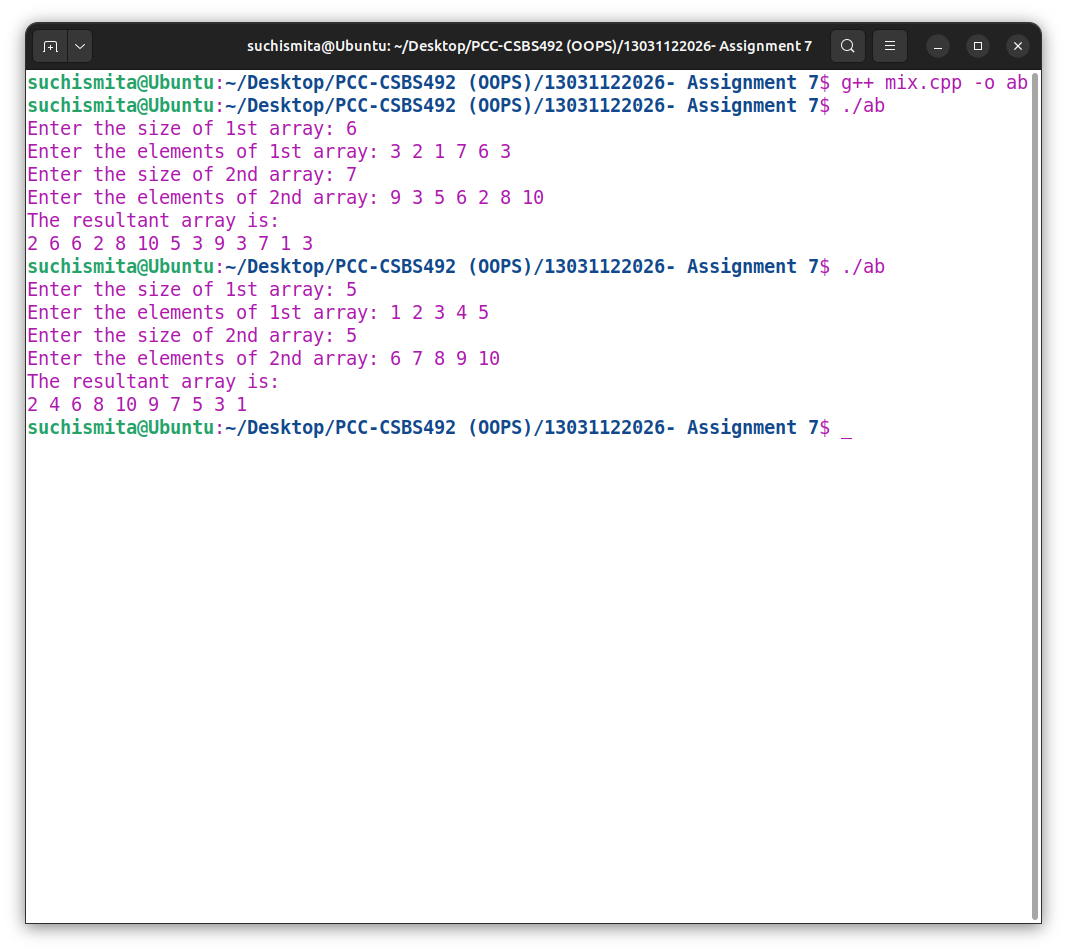 suchismita@Ubuntu: ~/Desktop/PCC-CSBS492 (OOPS)/13031122026- Assignment 7
suchismita@Ubuntu:~/Desktop/PCC-CSBS492 (OOPS)/13031122026- Assignment 7$ g++ mix.cpp -o ab
suchismita@Ubuntu:~/Desktop/PCC-CSBS492 (OOPS)/13031122026- Assignment 7$ ./ab
Enter the size of 1st array: 6
Enter the elements of 1st array: 3 2 1 7 6 3
Enter the size of 2nd array: 7
Enter the elements of 2nd array: 9 3 5 6 2 8 10
The resultant array is:
2 6 6 2 8 10 5 3 9 3 7 1 3
suchismita@Ubuntu:~/Desktop/PCC-CSBS492 (OOPS)/13031122026- Assignment 7$ ./ab
Enter the size of 1st array: 5
Enter the elements of 1st array: 1 2 3 4 5
Enter the size of 2nd array: 5
Enter the elements of 2nd array: 6 7 8 9 10
The resultant array is:
2 4 6 8 10 9 7 5 3 1
suchismita@Ubuntu:~/Desktop/PCC-CSBS492 (OOPS)/13031122026- Assignment 7$ _